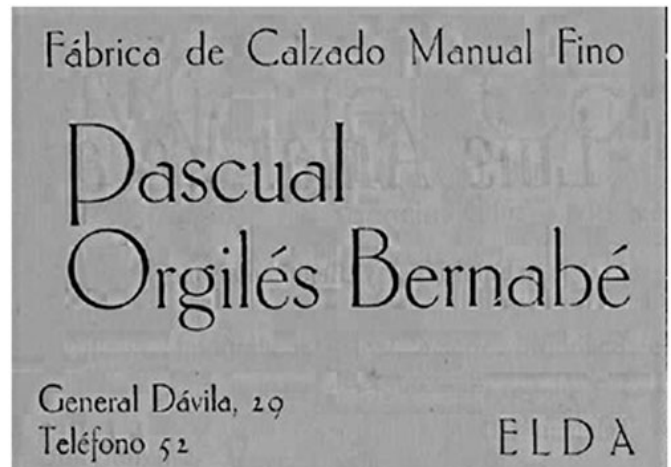 Fábrica de Calzado Manual Fino
Pascual
Orgilés Bernabé
General Dávila, 29
Teléfono 52
ELDA